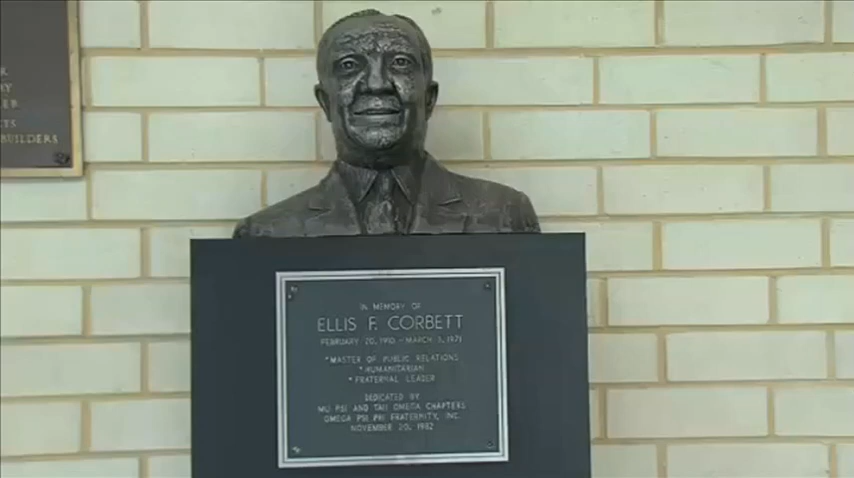 CTS
BUILDERS
IN MEMORY OF
ELLIS F. CORBETT
FEBRUARY 20, 1910 - MARCH 3, 1971
*MASTER OF PUBLIC RELATIONS
*HUMANITARIAN
*FRATERNAL LEADER
DEDICATED BY
MU PSI AND TAU OMEGA CHAPTERS
OMEGA PSI PHI FRATERNITY, INC.
NOVEMBER 20, 1982